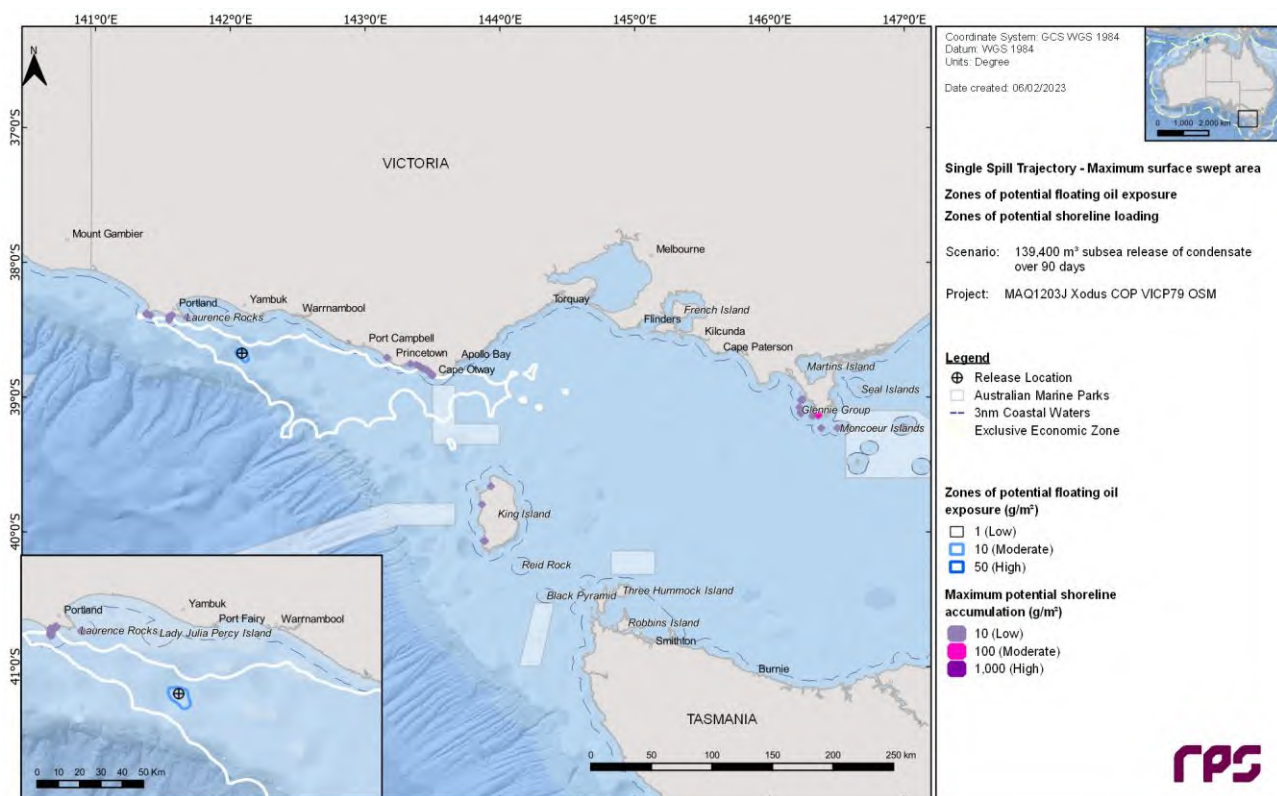 141°0'E 142°0'E 143°0'E 144°0'E 145°0'E 146°0'E 147°0'E
N
37°0'S
38°0'S
39°0'S
40°0'S
41°0'S
VICTORIA
Mount Gambier
Melbourne
Portland
Yambuk
Laurence Rocks
Warrnambool
Torquay
French Island
Flinders
Kilcunda
Port Campbell
Cape Paterson
Princetown
Apollo Bay
Cape Otway
Martins Island
Seal Islands
Glennie Group
Moncoeur Islands
King Island
Reid Rock
Black Pyramid
Three Hummock Island
Robbins Island
Smithton
Burnie
TASMANIA
0 50 100 150 200 250 km
Portland
Yambuk
Port Fairy
Warrnambool
Laurence Rocks
Lady Julia Percy Island
0 10 20 30 40 50 Km
Coordinate System: GCS WGS 1984
Datum: WGS 1984
Units: Degree
Date created: 06/02/2023
0 1,000 2,000 km
Single Spill Trajectory - Maximum surface swept area
Zones of potential floating oil exposure
Zones of potential shoreline loading
Scenario: 139,400 m³ subsea release of condensate
over 90 days
Project: MAQ1203J Xodus COP VICP79 OSM
Legend
Release Location
Australian Marine Parks
3nm Coastal Waters
Exclusive Economic Zone
Zones of potential floating oil
exposure (g/m²)
1 (Low)
10 (Moderate)
50 (High)
Maximum potential shoreline
accumulation (g/m²)
10 (Low)
100 (Moderate)
1,000 (High)
rps